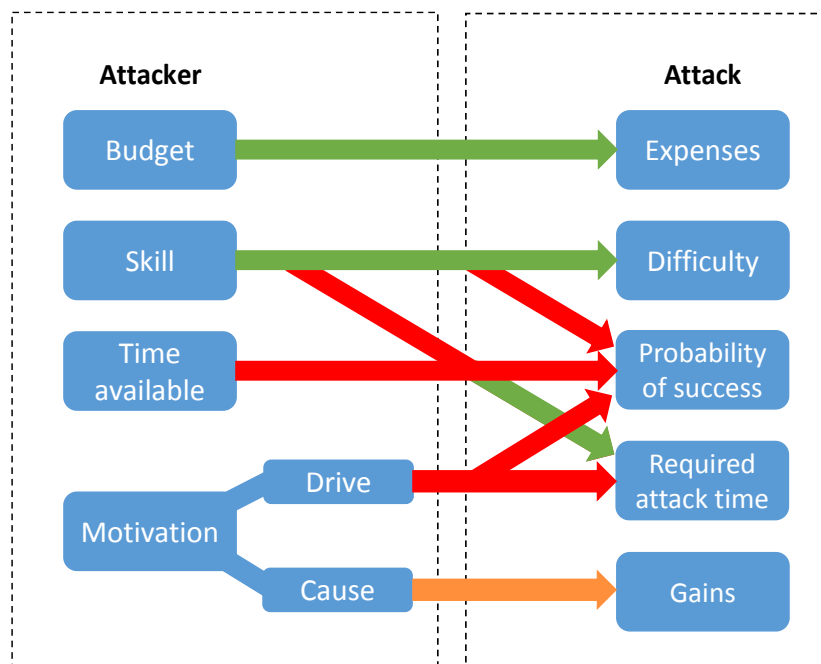 Attacker
Attack
Budget
Expenses
Skill
Difficulty
Time
available
Probability
of success
Drive
Required
attack time
Motivation
Cause
Gains